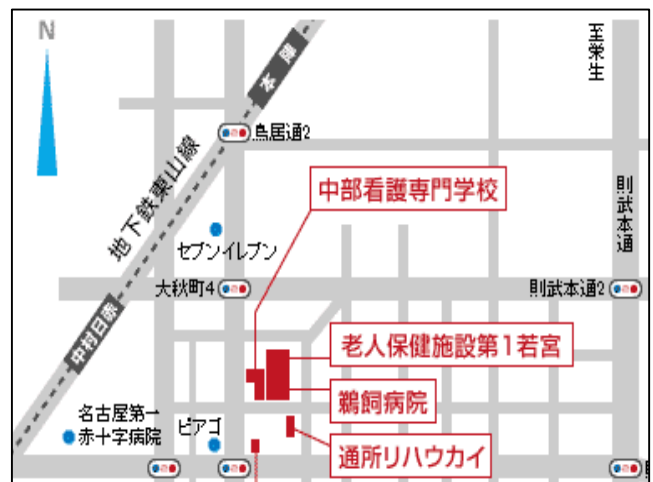 N
本陣
至栄生
鳥居通2
地下鉄東山線
中部看護専門学校
則武本通
セブンイレブン
大秋町4
則武本通2
中村日赤
老人保健施設第1若宮
鵜飼病院
名古屋第一
赤十字病院
ピアゴ
通所リハウカイ